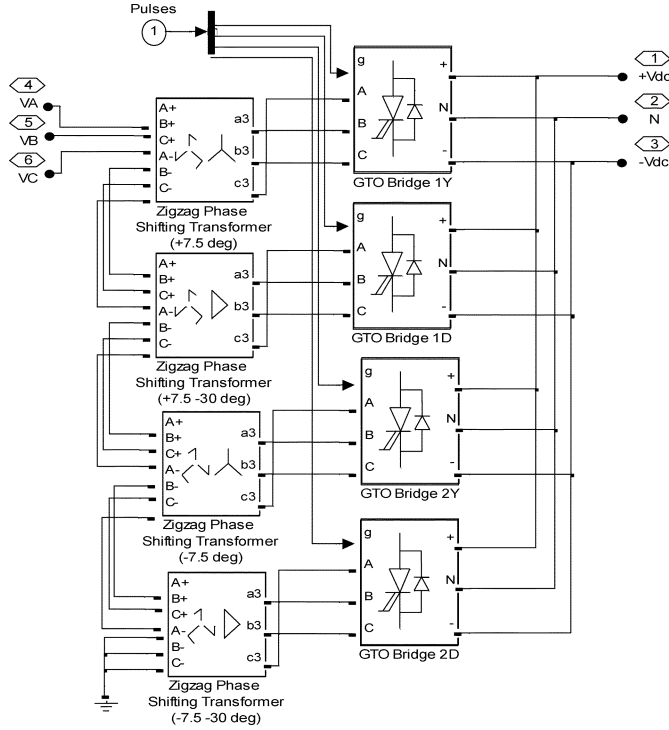 Pulses
1
4
VA
5
VB
6
VC
A+
B+
C+
A-
B-
C-
a3
b3
c3
Zigzag Phase
Shifting Transformer
(+7.5 deg)
g
A
B
C
+
N
-
GTO Bridge 1Y
1
+Vdc
2
N
3
-Vdc
A+
B+
C+
A-
B-
C-
a3
b3
c3
Zigzag Phase
Shifting Transformer
(+7.5 -30 deg)
g
A
B
C
+
N
-
GTO Bridge 1D
A+
B+
C+
A-
B-
C-
a3
b3
c3
Zigzag Phase
Shifting Transformer
(-7.5 deg)
g
A
B
C
+
N
-
GTO Bridge 2Y
A+
B+
C+
A-
B-
C-
a3
b3
c3
Zigzag Phase
Shifting Transformer
(-7.5 -30 deg)
g
A
B
C
+
N
-
GTO Bridge 2D